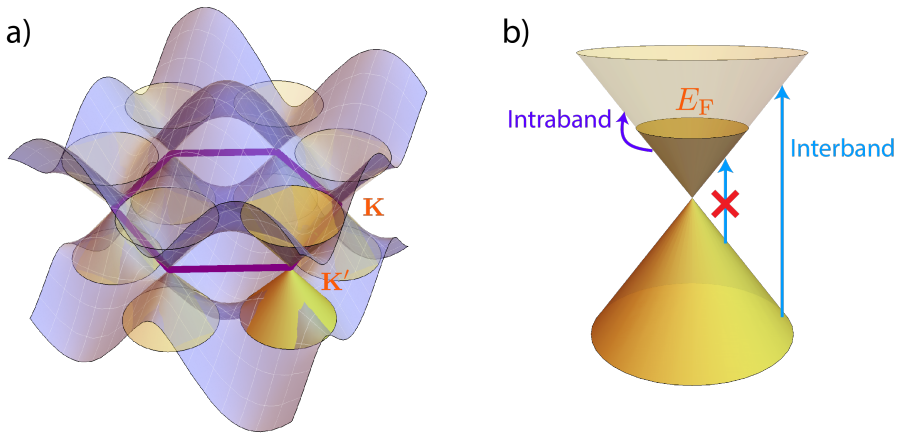 a)
K
K′
b)
E_F
Intraband
Interband